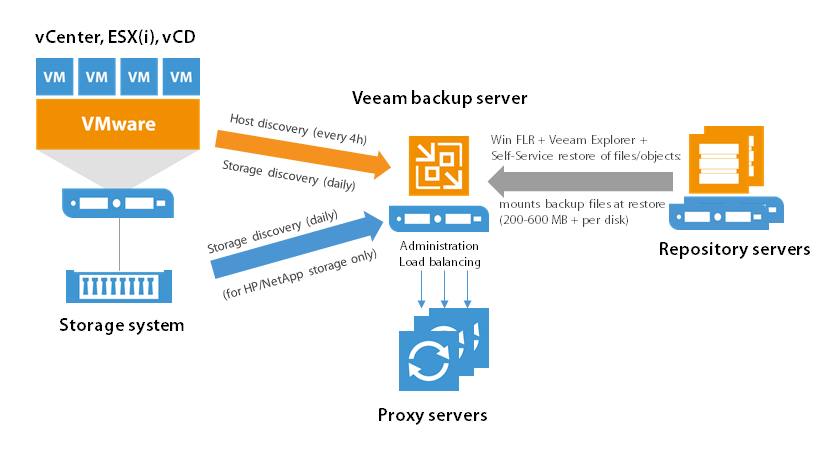 vCenter, ESX(i), vCD
VM VM VM VM
VMware
Storage system
Host discovery (every 4h)
Storage discovery (daily)
Storage discovery (daily)
(for HP/NetApp storage only)
Veeam backup server
Administration
Load balancing
Proxy servers
Win FLR + Veeam Explorer +
Self-Service restore of files/objects:
mounts backup files at restore
(200-600 MB + per disk)
Repository servers